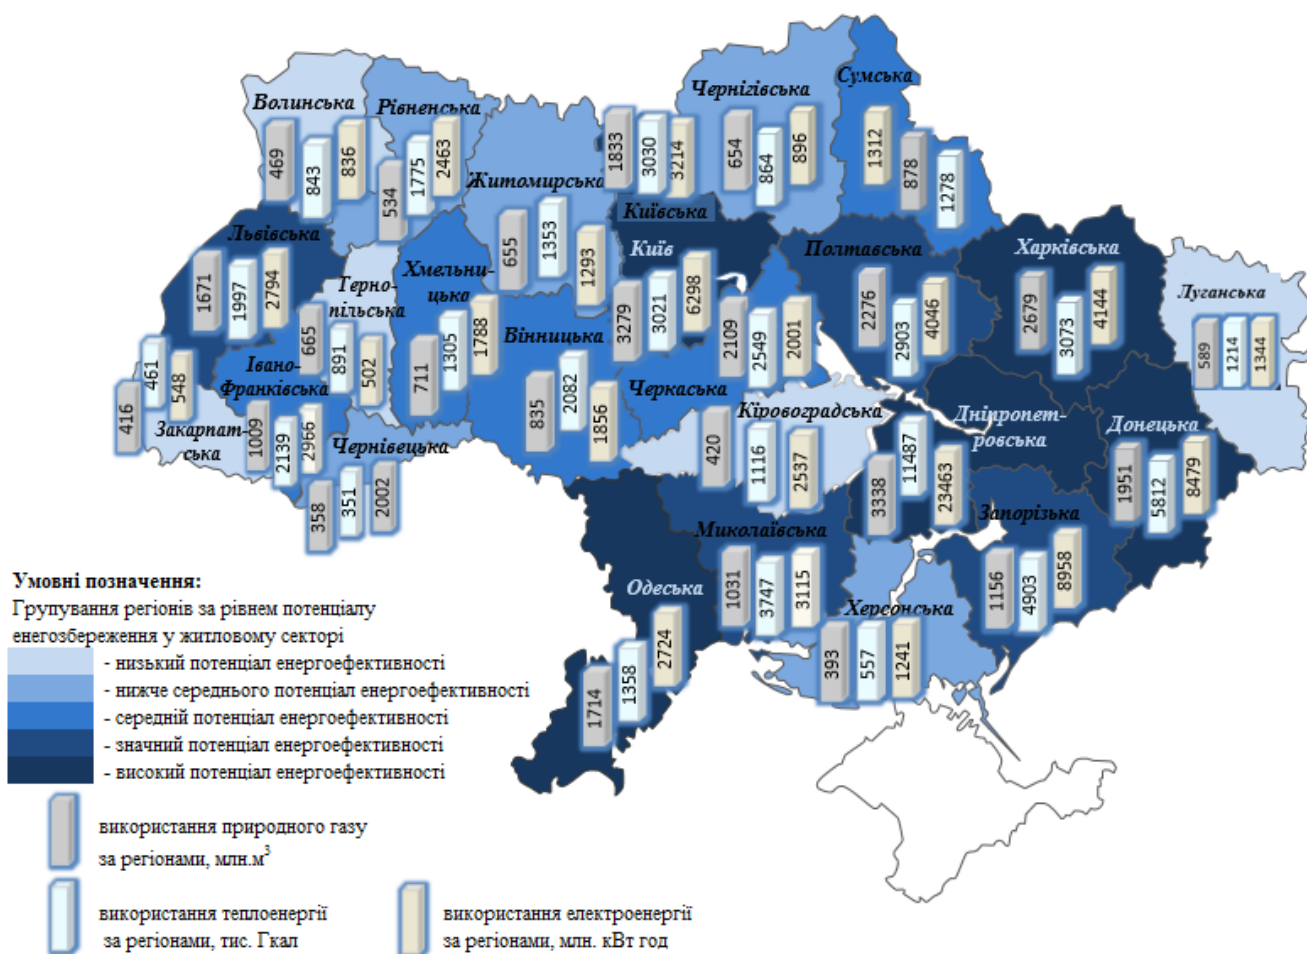 Волинська
469
843
836
Рівненська
534
1775
2463
Житомирська
655
1353
1293
1833
3030
3214
Київська
Чернігівська
654
864
896
Сумська
1312
878
1278
Львівська
1671
1997
2794
Терно-
пільська
665
891
502
Хмельни-
цько
711
1305
1788
Вінницька
835
2082
1856
Київ
3279
3021
6298
Черкаська
2109
2549
2001
Полтавська
2276
2903
4046
Харківська
2679
3073
4144
Луганська
589
1214
1344
416
461
548
Закарпат-
ська
Івано-
Франківська
1009
2139
2966
Чернівецька
358
351
2002
Кіровоградська
420
1116
2537
Дніпропет-
ровська
3338
11487
23463
Донецька
1951
5812
8479
Запорізька
1156
4903
8958
Миколаївська
1031
3747
3115
Одеська
1714
1358
2724
Херсонська
393
557
1241
Умовні позначення:
Групування регіонів за рівнем потенціалу
енегозбереження у житловому секторі
- низький потенціал енергоефективності
- нижче середнього потенціал енергоефективності
- середній потенціал енергоефективності
- значний потенціал енергоефективності
- високий потенціал енергоефективності
використання природного газу
за регіонами, млн.м³
використання теплоенергії
за регіонами, тис. Гкал
використання електроенергії
за регіонами, млн. кВт год